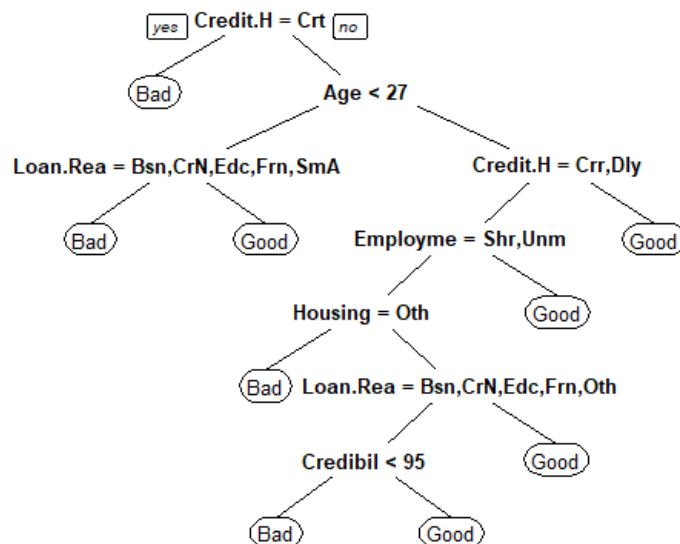 yes Credit.H = Crt no
Bad
Age < 27
Loan.Rea = Bsn,CrN,Edc,Frn,SmA
Credit.H = Crr,Dly
Bad
Good
Employme = Shr,Unm
Good
Housing = Oth
Good
Bad
Loan.Rea = Bsn,CrN,Edc,Frn,Oth
Credibil < 95
Good
Bad
Good